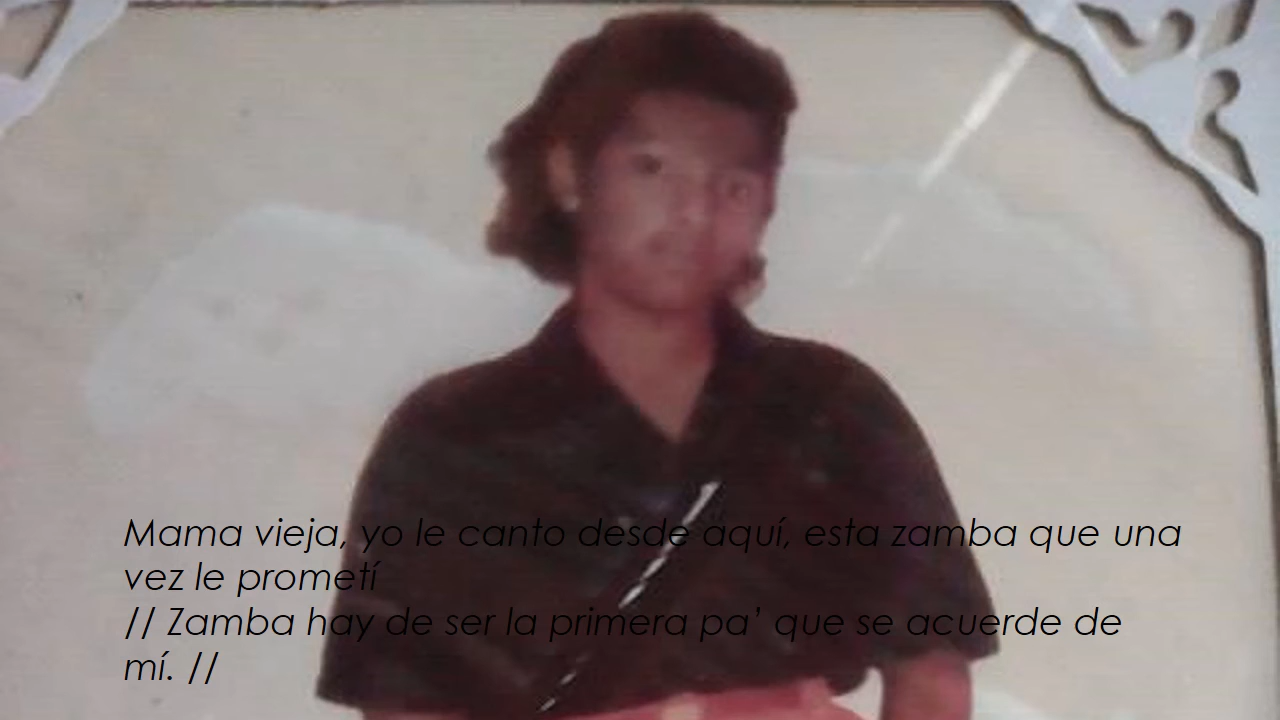 Mama vieja, yo le canto desde aquí, esta zamba que una
vez le prometí
// Zamba hay de ser la primera pa’ que se acuerde de
mí. //